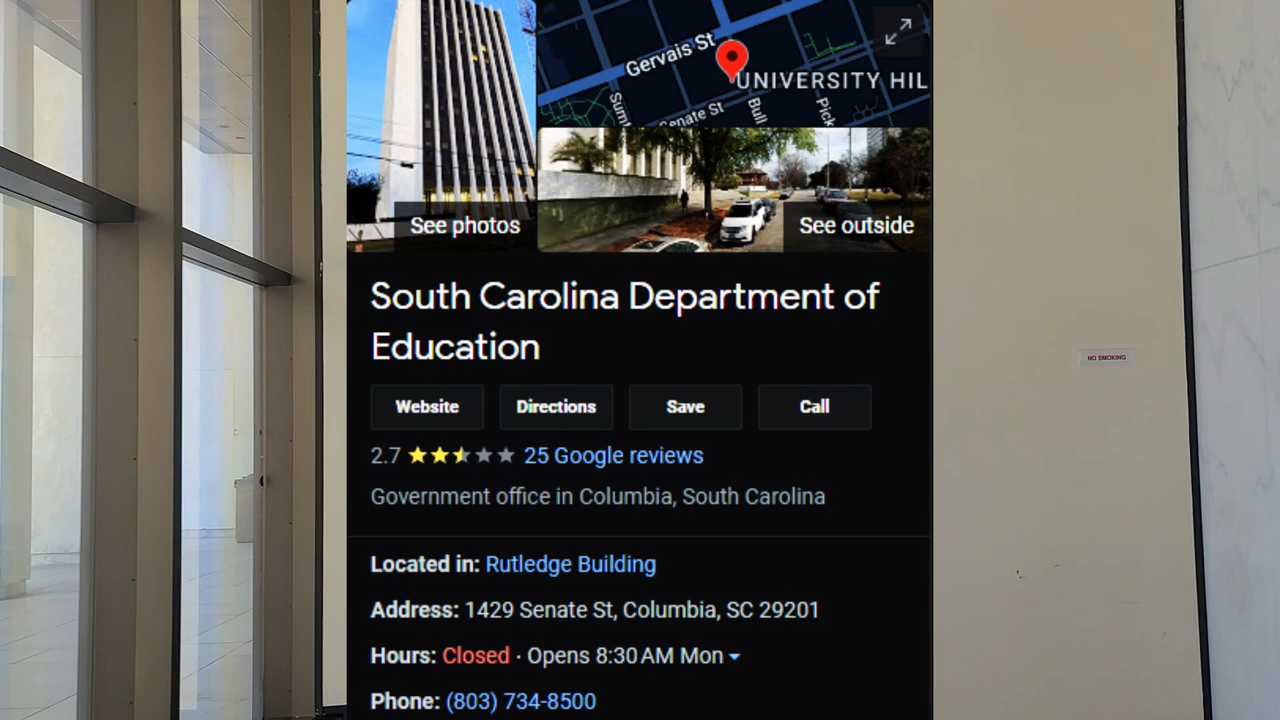 Gervais St
UNIVERSITY HIL
Sumt
Senate St
Bull
Pick
See photos
See outside
South Carolina Department of
Education
Website Directions Save Call
2.7 25 Google reviews
Government office in Columbia, South Carolina
Located in: Rutledge Building
Address: 1429 Senate St, Columbia, SC 29201
Hours: Closed · Opens 8:30 AM Mon
Phone: (803) 734-8500
NO SMOKING